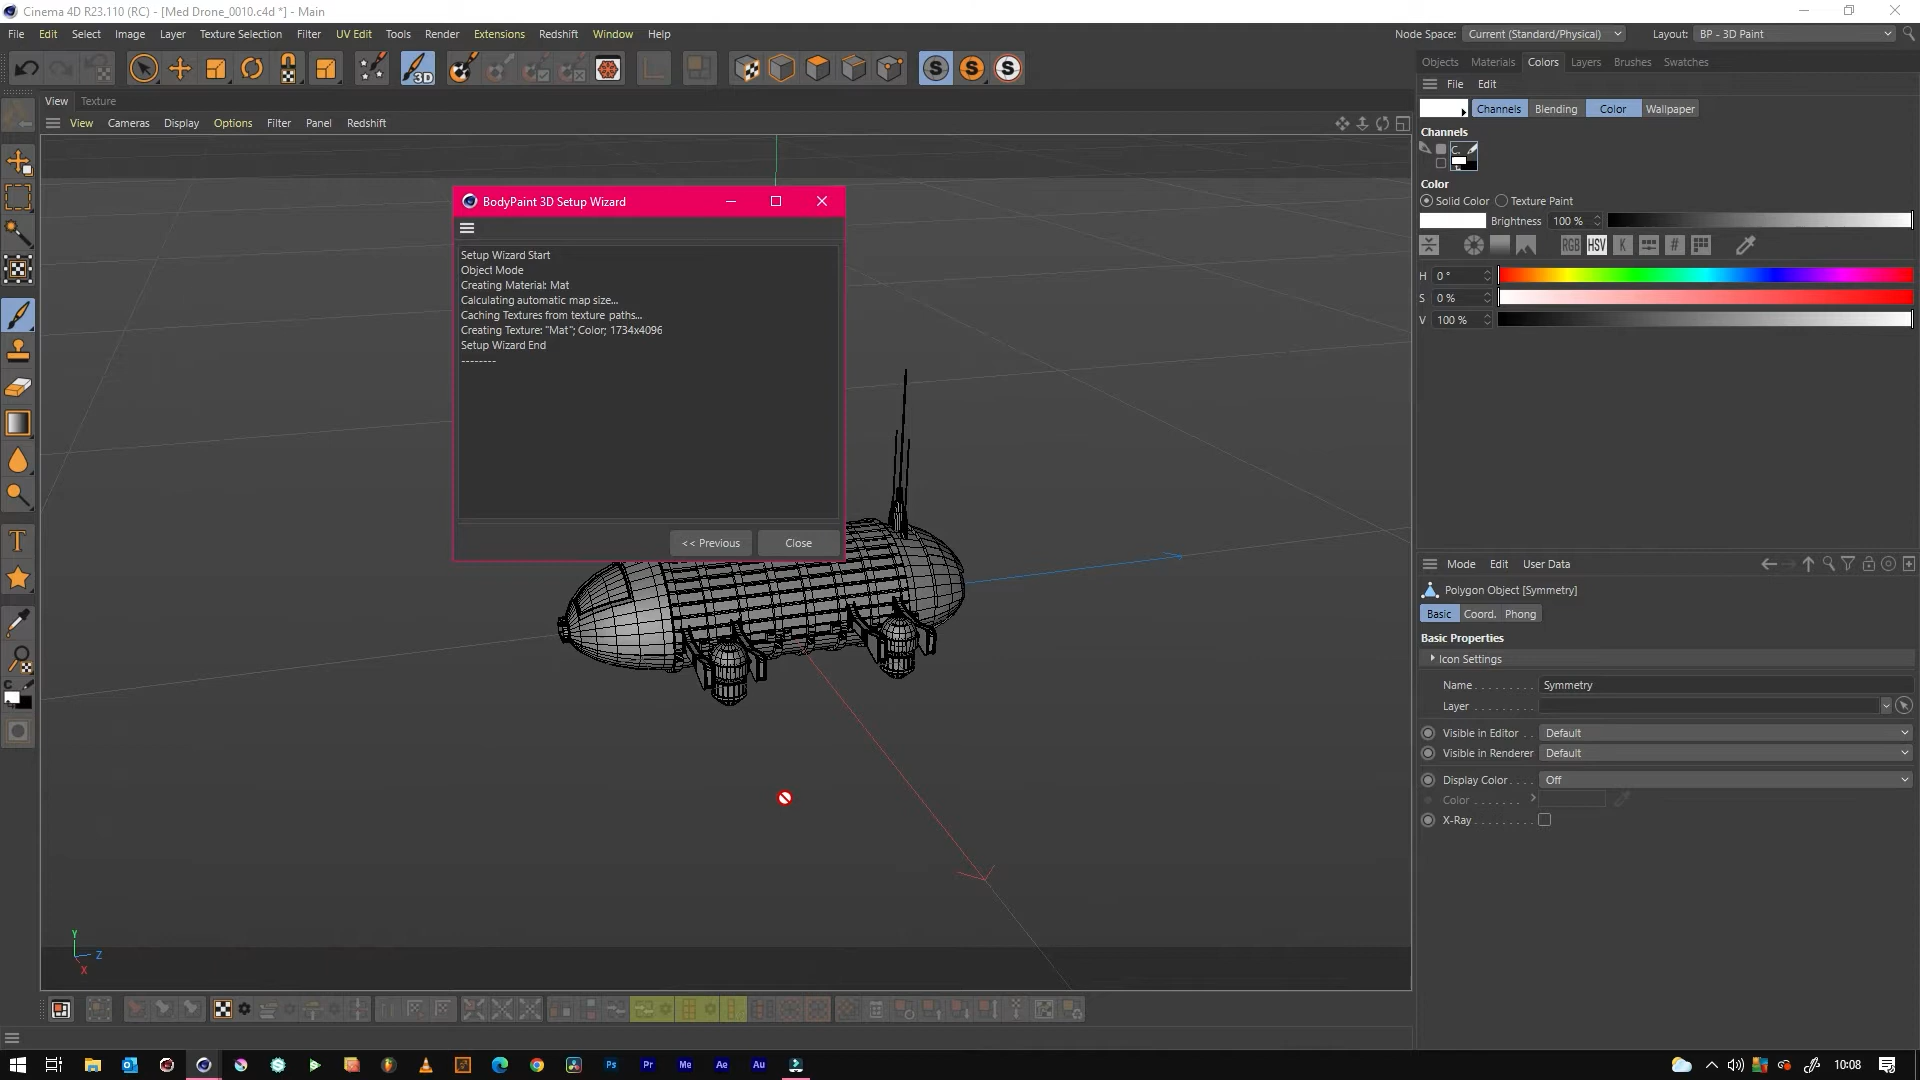 Cinema 4D R23.110 (RC) - [Med Drone_0010.c4d *] - Main
File Edit Select Image Layer Texture Selection Filter UV Edit Tools Render Extensions Redshift Window Help
Node Space: Current (Standard/Physical) Layout: BP - 3D Paint
3D
S S S
Objects Materials Colors Layers Brushes Swatches
View Texture
File Edit
View Cameras Display Options Filter Panel Redshift
Channels Blending Color Wallpaper
Channels
C.
Color
Solid Color Texture Paint
Brightness 100 %
RGB HSV K #
H 0 °
S 0 %
V 100 %
BodyPaint 3D Setup Wizard
Setup Wizard Start
Object Mode
Creating Material: Mat
Calculating automatic map size...
Caching Textures from texture paths...
Creating Texture: "Mat"; Color; 1734x4096
Setup Wizard End
--------
<< Previous Close
Mode Edit User Data
Polygon Object [Symmetry]
Basic Coord. Phong
Basic Properties
Icon Settings
Name . . . . . . . . . Symmetry
Layer . . . . . . . . .
Visible in Editor . . Default
Visible in Renderer Default
Display Color . . . . Off
Color . . . . . . .
X-Ray . . . . . . . . .
T
C
Y
Z
X
Ps Pr Me Ae Au
10:08